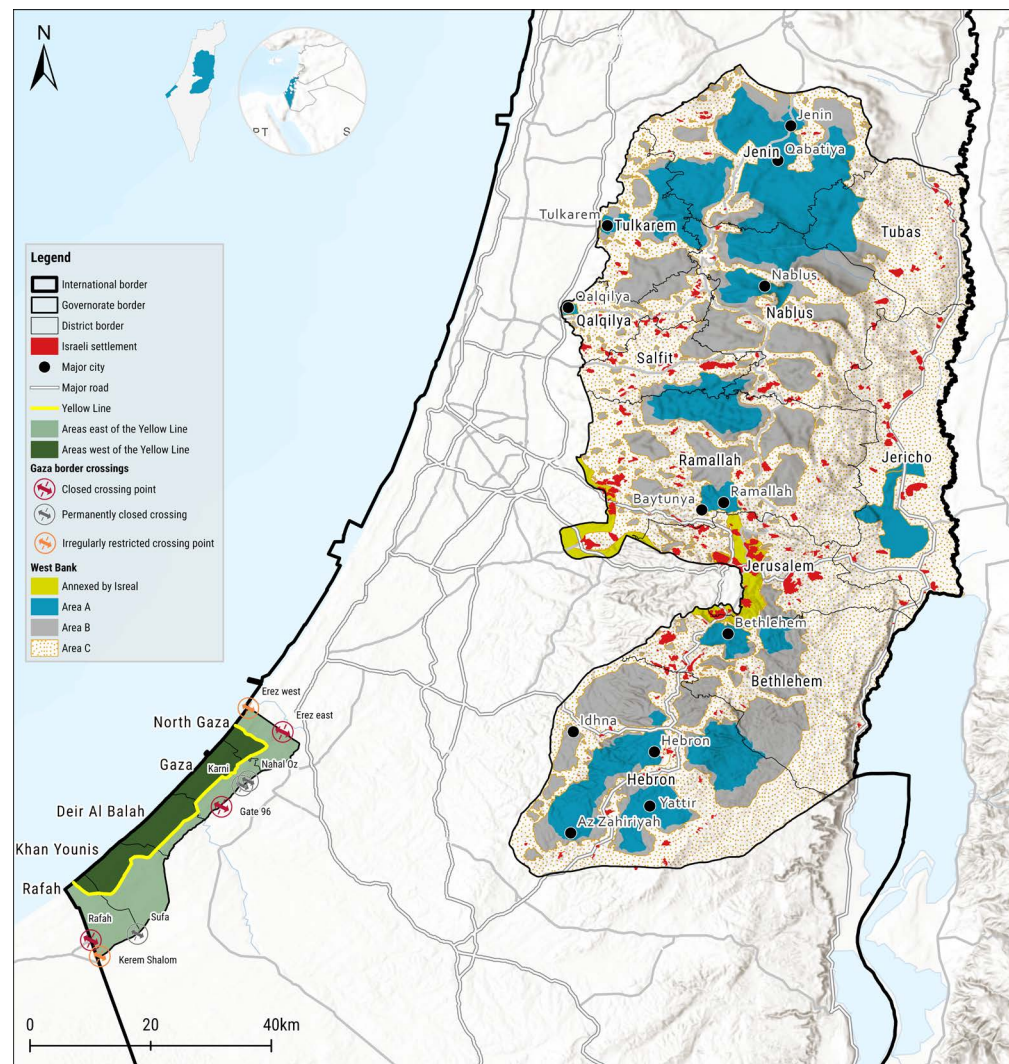 N
PT
S
Legend
International border
Governorate border
District border
Israeli settlement
Major city
Major road
Yellow Line
Areas east of the Yellow Line
Areas west of the Yellow Line
Gaza border crossings
Closed crossing point
Permanently closed crossing
Irregularly restricted crossing point
West Bank
Annexed by Isreal
Area A
Area B
Area C
Jenin
Jenin
Qabatiya
Tulkarem
Tulkarem
Tubas
Nablus
Qalqilya
Qalqilya
Nablus
Salfit
Ramallah
Jericho
Baytunya
Ramallah
Jerusalem
Bethlehem
Bethlehem
Idhna
Hebron
Hebron
Yattir
Az Zahiriyah
Erez west
North Gaza
Erez east
Gaza
Karni
Nahal Oz
Deir Al Balah
Gate 96
Khan Younis
Rafah
Rafah
Sufa
Kerem Shalom
0 20 40km